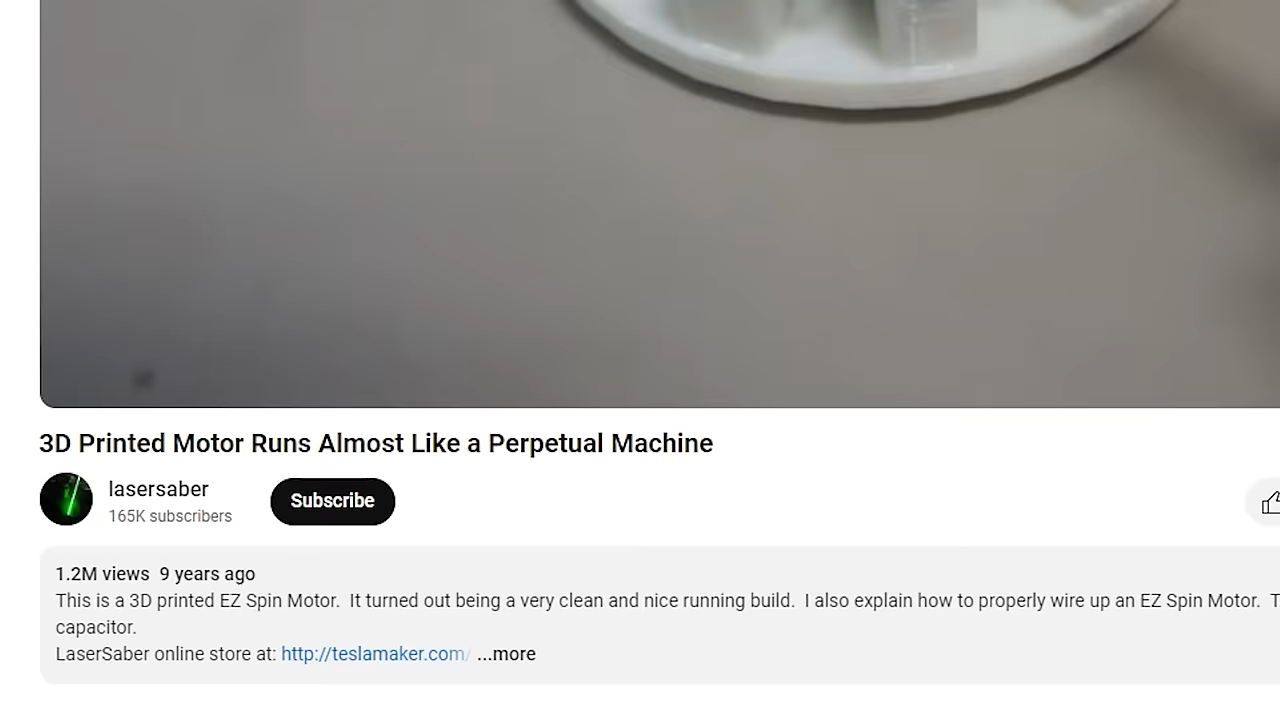 3D Printed Motor Runs Almost Like a Perpetual Machine
lasersaber
165K subscribers
Subscribe
1.2M views 9 years ago
This is a 3D printed EZ Spin Motor. It turned out being a very clean and nice running build. I also explain how to properly wire up an EZ Spin Motor. T
capacitor.
LaserSaber online store at: http://teslamaker.com/ ...more